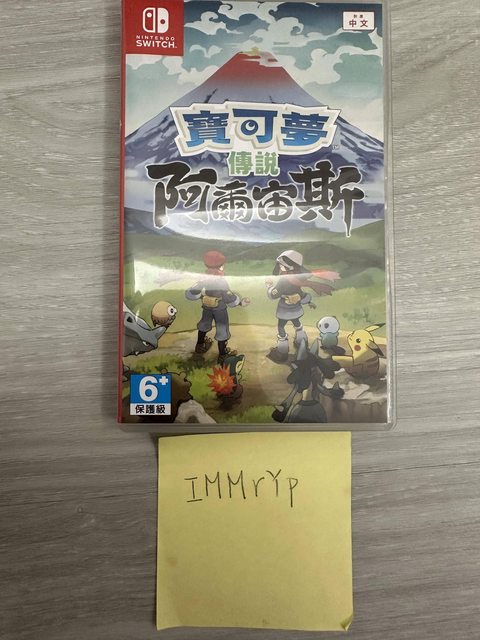 NINTENDO
SWITCH
對應
中文
寶可夢
傳說
阿爾宙斯
6+
保護級
IMMrYp